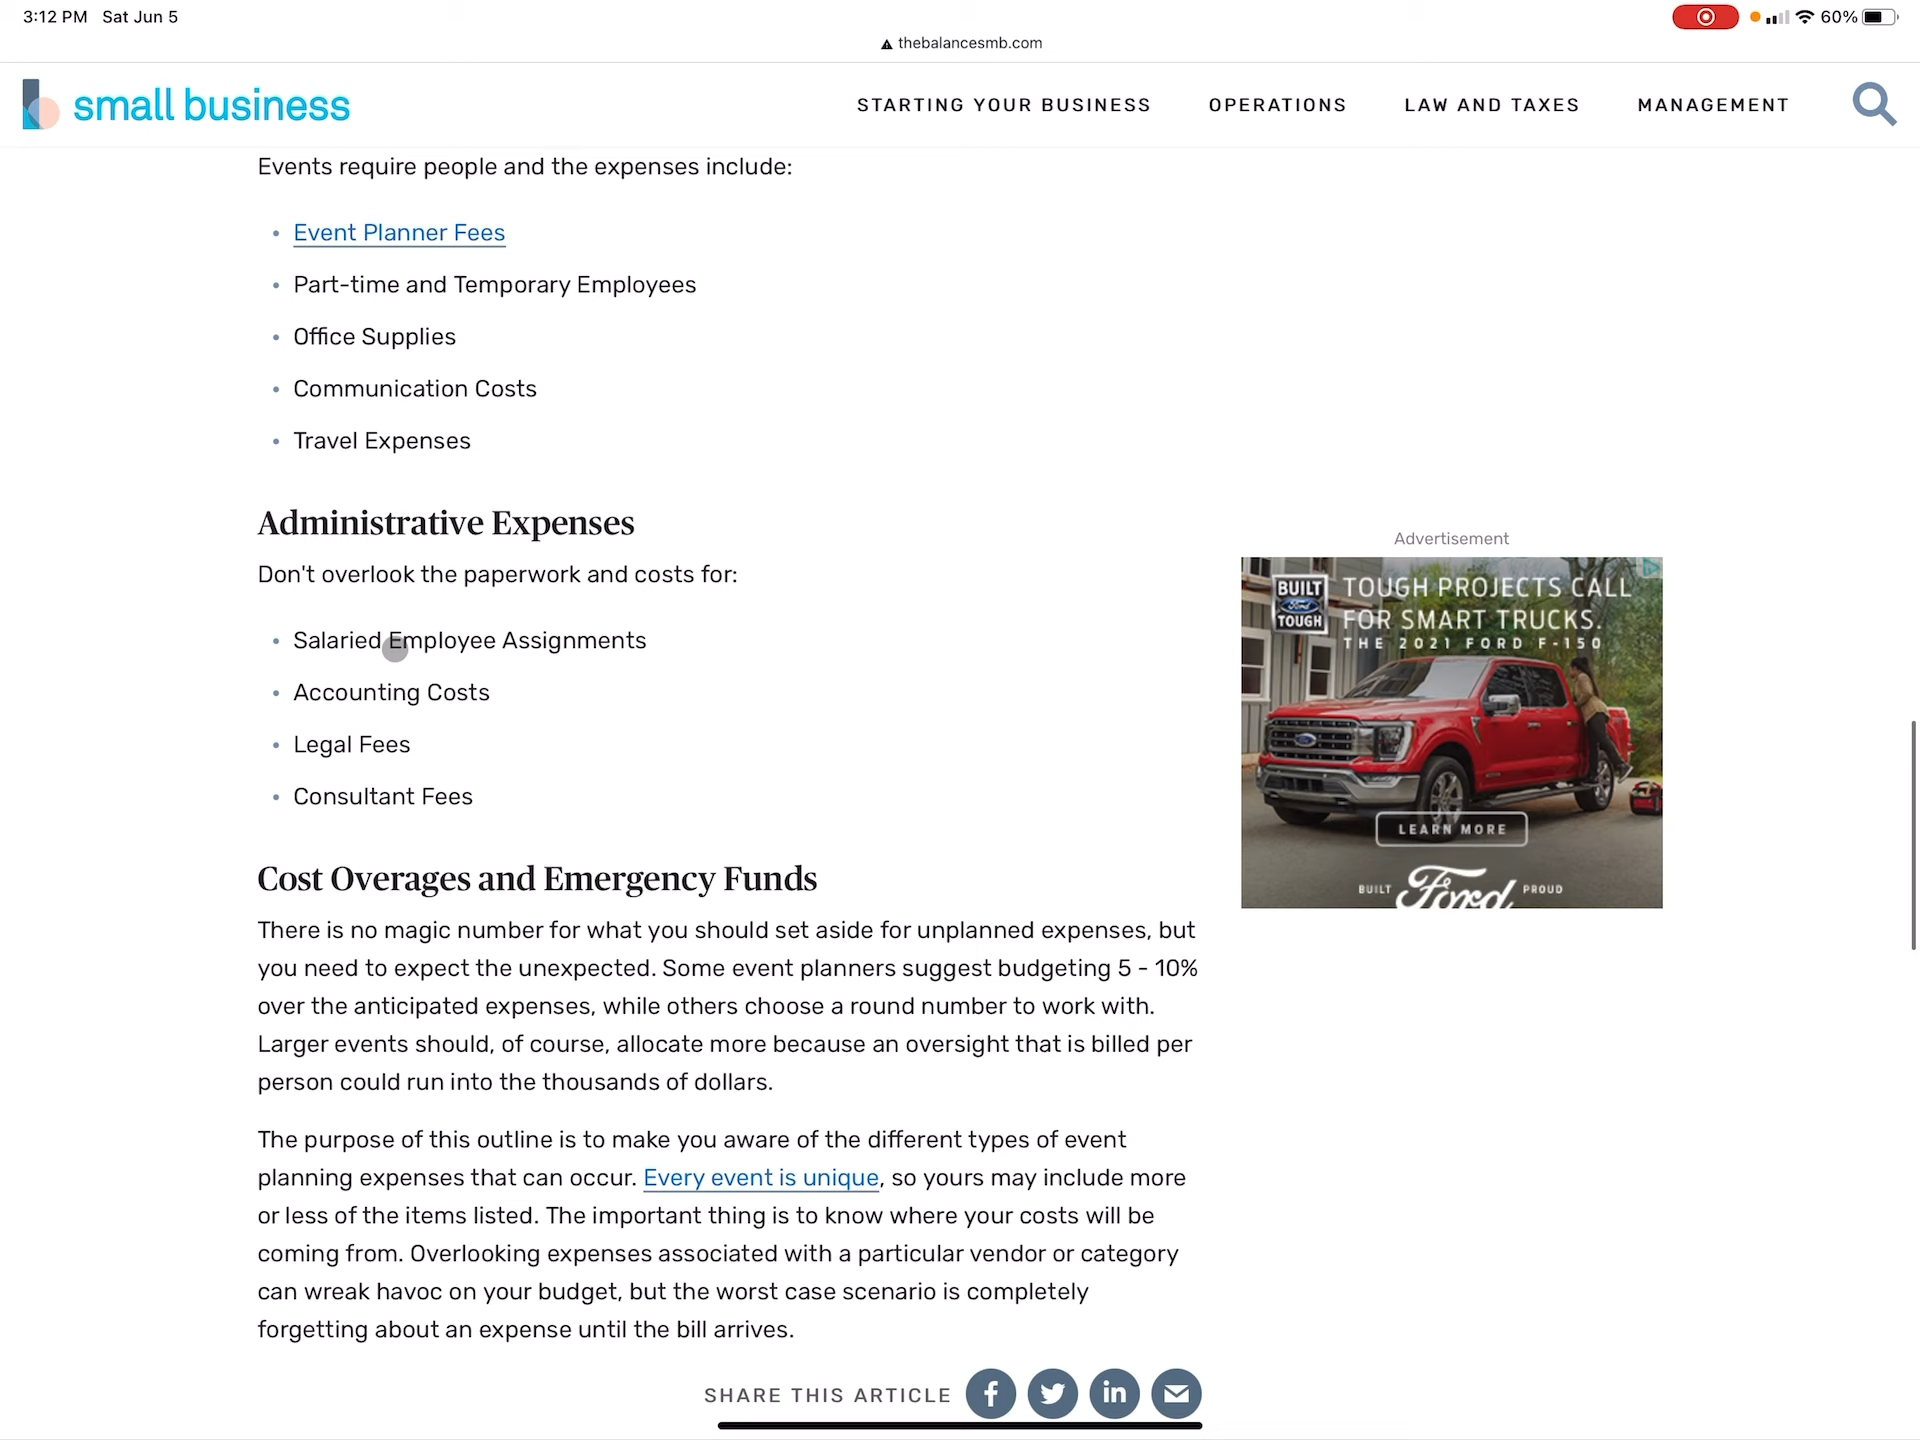 3:12 PM Sat Jun 5
60%
thebalancesmb.com
small business
STARTING YOUR BUSINESS
OPERATIONS
LAW AND TAXES
MANAGEMENT
Events require people and the expenses include:
• Event Planner Fees
• Part-time and Temporary Employees
• Office Supplies
• Communication Costs
• Travel Expenses
Administrative Expenses
Don't overlook the paperwork and costs for:
• Salaried Employee Assignments
• Accounting Costs
• Legal Fees
• Consultant Fees
Advertisement
BUILT
Ford
TOUGH
TOUGH PROJECTS CALL
FOR SMART TRUCKS.
THE 2021 FORD F-150
LEARN MORE
BUILT Ford PROUD
Cost Overages and Emergency Funds
There is no magic number for what you should set aside for unplanned expenses, but
you need to expect the unexpected. Some event planners suggest budgeting 5 - 10%
over the anticipated expenses, while others choose a round number to work with.
Larger events should, of course, allocate more because an oversight that is billed per
person could run into the thousands of dollars.
The purpose of this outline is to make you aware of the different types of event
planning expenses that can occur. Every event is unique, so yours may include more
or less of the items listed. The important thing is to know where your costs will be
coming from. Overlooking expenses associated with a particular vendor or category
can wreak havoc on your budget, but the worst case scenario is completely
forgetting about an expense until the bill arrives.
SHARE THIS ARTICLE